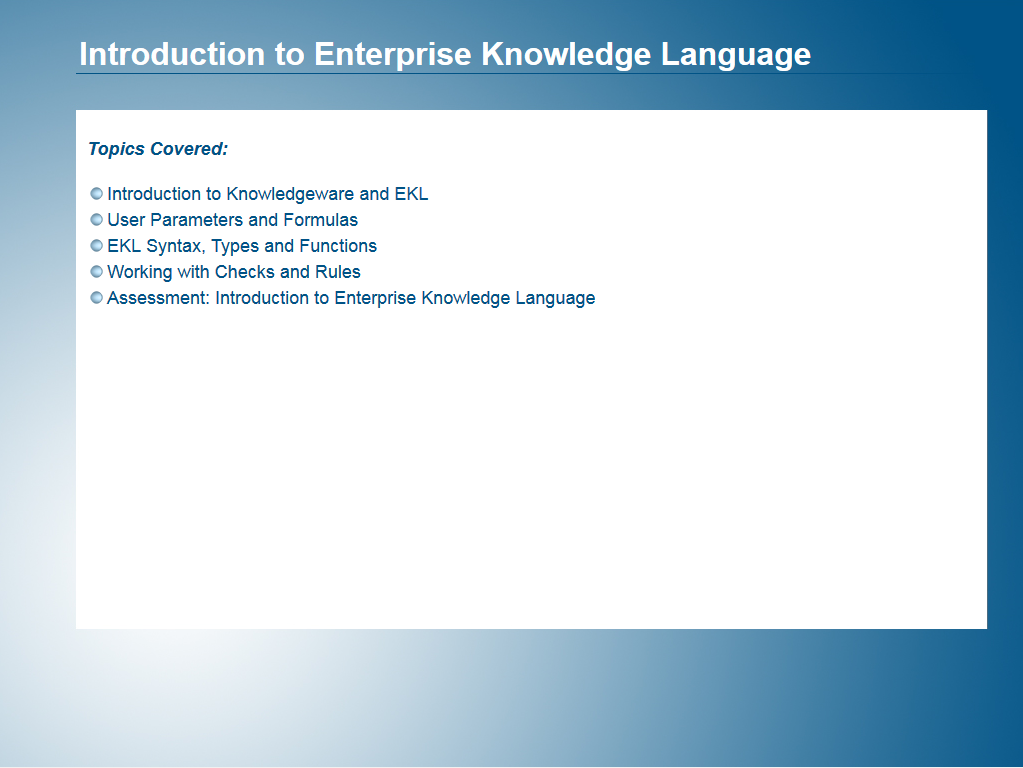 Introduction to Enterprise Knowledge Language
Topics Covered:
Introduction to Knowledgeware and EKL
User Parameters and Formulas
EKL Syntax, Types and Functions
Working with Checks and Rules
Assessment: Introduction to Enterprise Knowledge Language